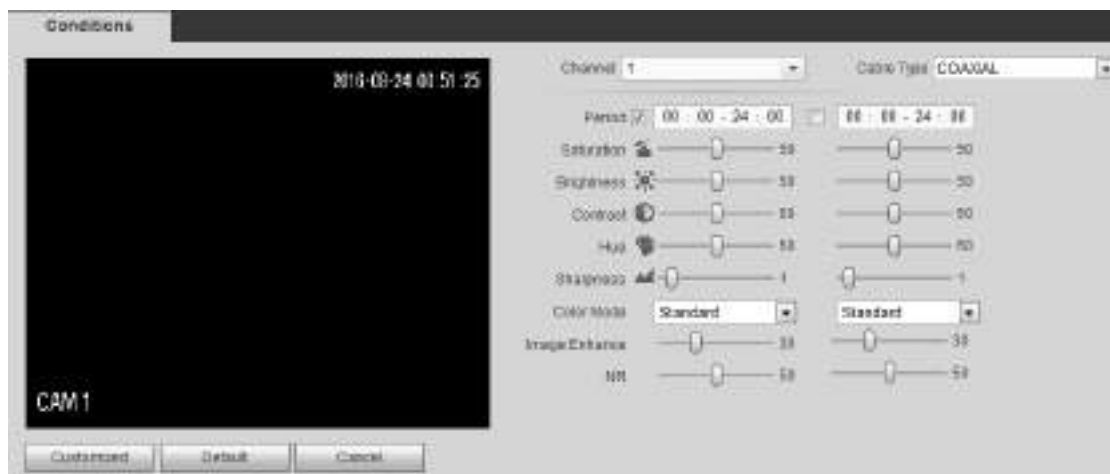 Conditions
2016-03-24 00:51:25
CAM 1
Customized Default Cancel
Channel 1 Cable Type COAXIAL
Period 00 : 00 - 24 : 00 00 : 00 - 24 : 00
Saturation 50 50
Brightness 50 50
Contrast 50 50
Hue 50 50
Sharpness 1 1
Color Mode Standard Standard
Image Enhance
NR 50 50